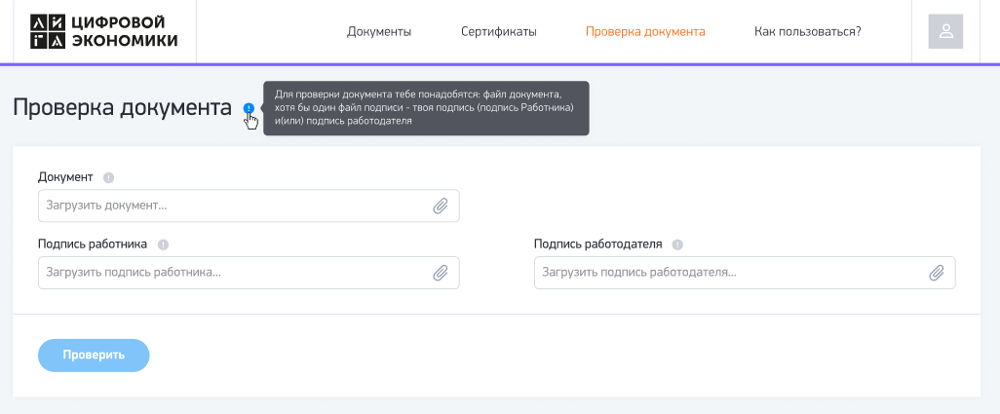 ЛИ ЦИФРОВОЙ
ГА ЭКОНОМИКИ
Документы Сертификаты Проверка документа Как пользоваться?
Проверка документа
Для проверки документа тебе понадобятся: файл документа,
хотя бы один файл подписи - твоя подпись (подпись Работника)
и(или) подпись работодателя
Документ
Загрузить документ...
Подпись работника
Загрузить подпись работника...
Подпись работодателя
Загрузить подпись работодателя...
Проверить